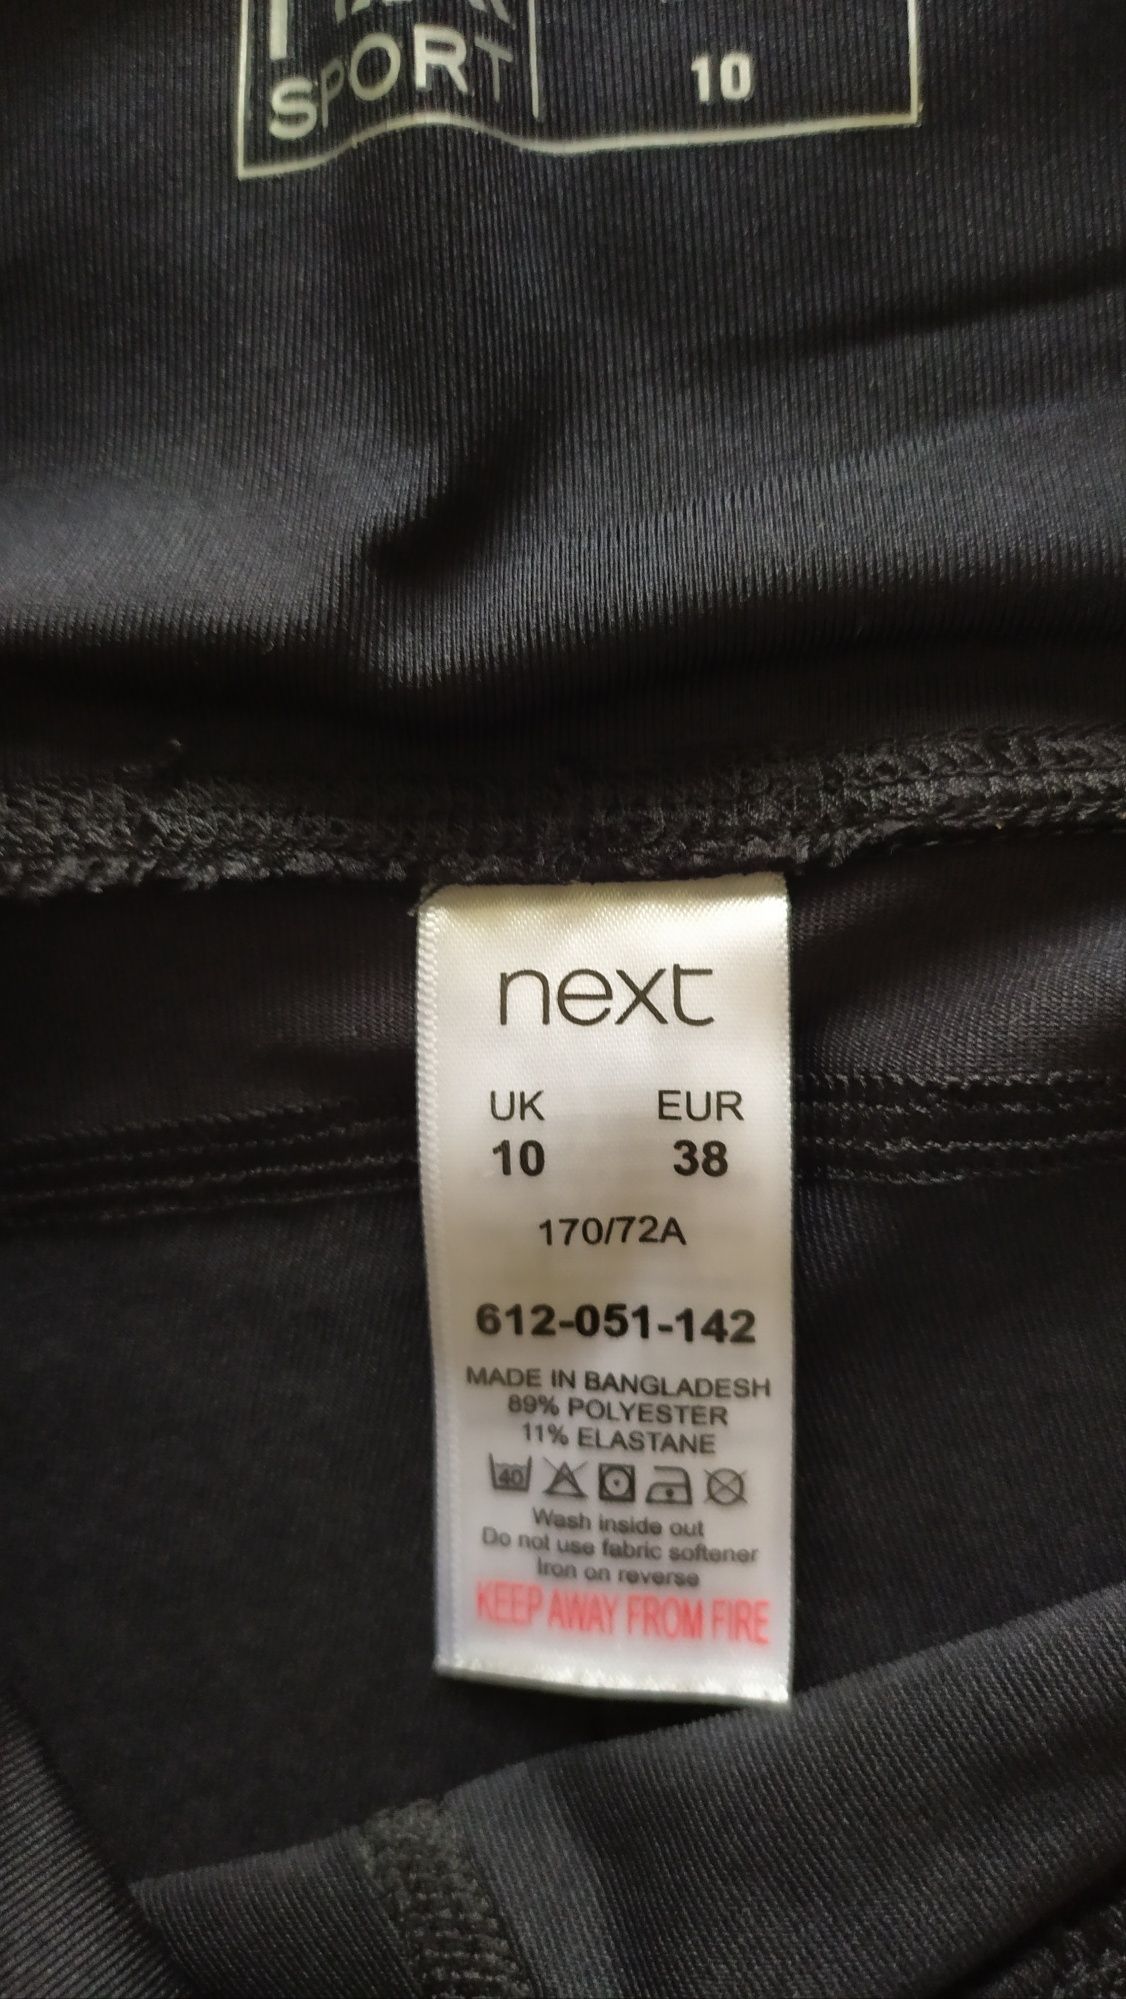 SPORT
10
next
UK EUR
10 38
170/72A
612-051-142
MADE IN BANGLADESH
89% POLYESTER
11% ELASTANE
40
Wash inside out
Do not use fabric softener
Iron on reverse
KEEP AWAY FROM FIRE